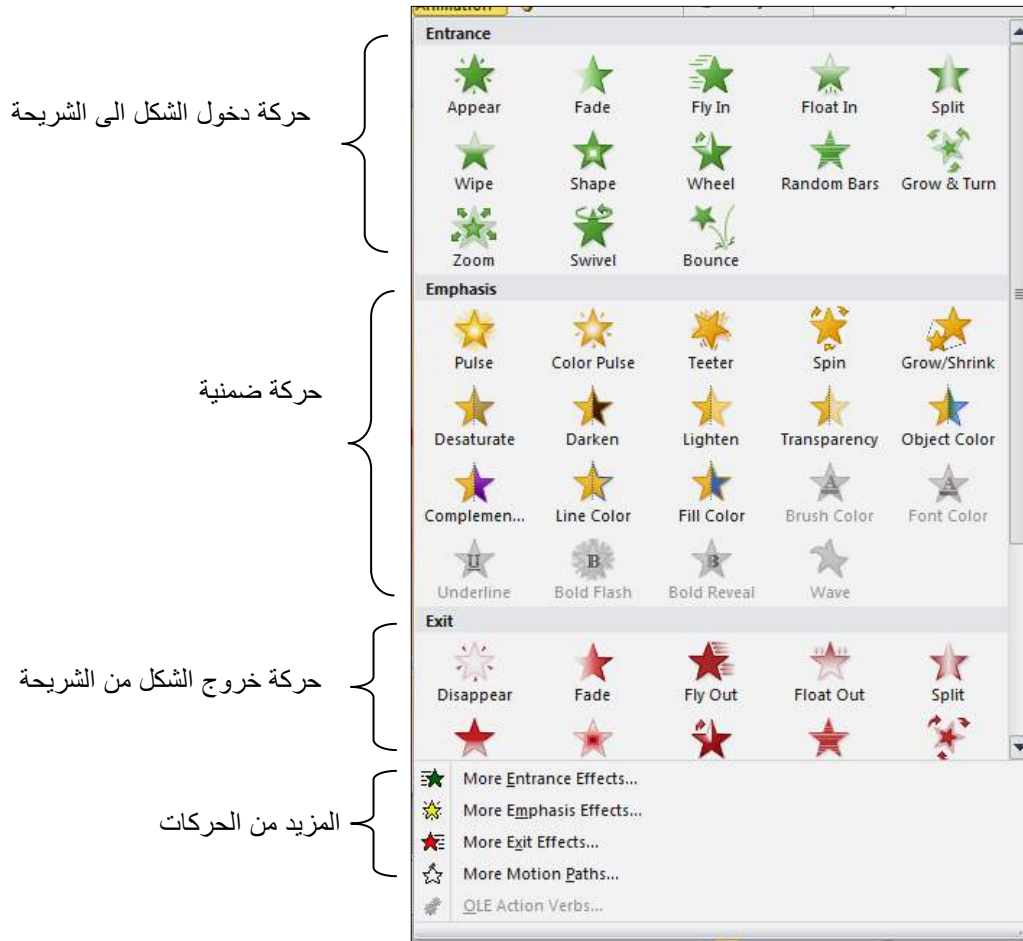 Animation
Entrance
Appear Fade Fly In Float In Split
حركة دخول الشكل الى الشريحة
Wipe Shape Wheel Random Bars Grow & Turn
Zoom Swivel Bounce
Emphasis
Pulse Color Pulse Teeter Spin Grow/Shrink
حركة ضمنية
Desaturate Darken Lighten Transparency Object Color
Complemen... Line Color Fill Color Brush Color Font Color
Underline Bold Flash Bold Reveal Wave
Exit
حركة خروج الشكل من الشريحة
Disappear Fade Fly Out Float Out Split
More Entrance Effects...
More Emphasis Effects...
المزيد من الحركات
More Exit Effects...
More Motion Paths...
OLE Action Verbs...